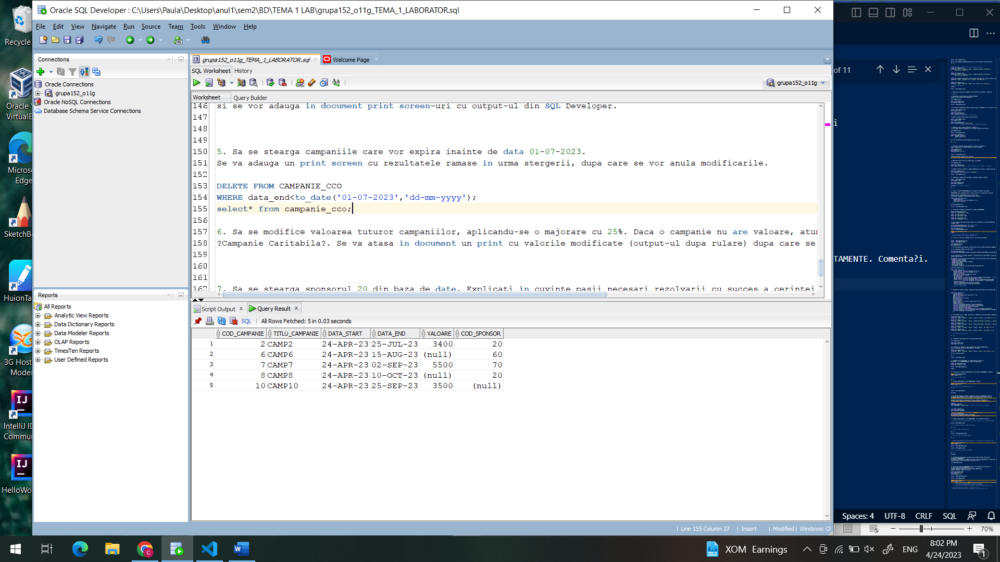 Oracle SQL Developer : C:\Users\Paula\Desktop\anul1\sem2\BD\TEMA 1 LAB\grupa152_o11g_TEMA_1_LABORATOR.sql
File Edit View Navigate Run Source Team Tools Window Help
Recycle
Oracle
VirtualB
Micros
Edge
SketchB
HuionTa
3G Host
Moder
IntelliJ ID
Commu
HelloWo
Connections
Oracle Connections
grupa152_o11g
Oracle NoSQL Connections
Database Schema Service Connections
Reports
All Reports
Analytic View Reports
Data Dictionary Reports
Data Modeler Reports
OLAP Reports
TimesTen Reports
User Defined Reports
grupa152_o11g_TEMA_1_LABORATOR.sql Welcome Page
SQL Worksheet History
grupa152_o11g
Worksheet Query Builder
146 si se vor adauga in document print screen-uri cu output-ul din SQL Developer.
147
148
149
150 5. Sa se stearga campaniile care vor expira inainte de data 01-07-2023.
151 Se va adauga un print screen cu rezultatele ramase in urma stergerii, dupa care se vor anula modificarile.
152
153 DELETE FROM CAMPANIE_CCO
154 WHERE data_end<to_date('01-07-2023','dd-mm-yyyy');
155 select* from campanie_cco;
156
157 6. Sa se modifice valoarea tuturor campaniilor, aplicandu-se o majorare cu 25%. Daca o campanie nu are valoare, atun
158 ?Campanie Caritabila?. Se va atasa in document un print cu valorile modificate (output-ul dupa rulare) dupa care se
159
160
161
162 7. Sa se stearga sponsorul 20 din baza de date. Explicati in cuvinte pasii necesari rezolvarii cu succes a cerintei
Script Output Query Result
SQL All Rows Fetched: 5 in 0.03 seconds
COD_CAMPANIE TITLU_CAMPANIE DATA_START DATA_END VALOARE COD_SPONSOR
1 2 CAMP2 24-APR-23 25-JUL-23 3400 20
2 6 CAMP6 24-APR-23 15-AUG-23 (null) 60
3 7 CAMP7 24-APR-23 02-SEP-23 5500 70
4 8 CAMP8 24-APR-23 10-OCT-23 (null) 20
5 10 CAMP10 24-APR-23 25-SEP-23 3500 (null)
Line 155 Column 27 Insert Modified Windows: CF
of 11
i
TAMENTE. Comenta?i.
Spaces: 4 UTF-8 CRLF SQL
70%
XOM Earnings
ENG
8:02 PM
4/24/2023
1